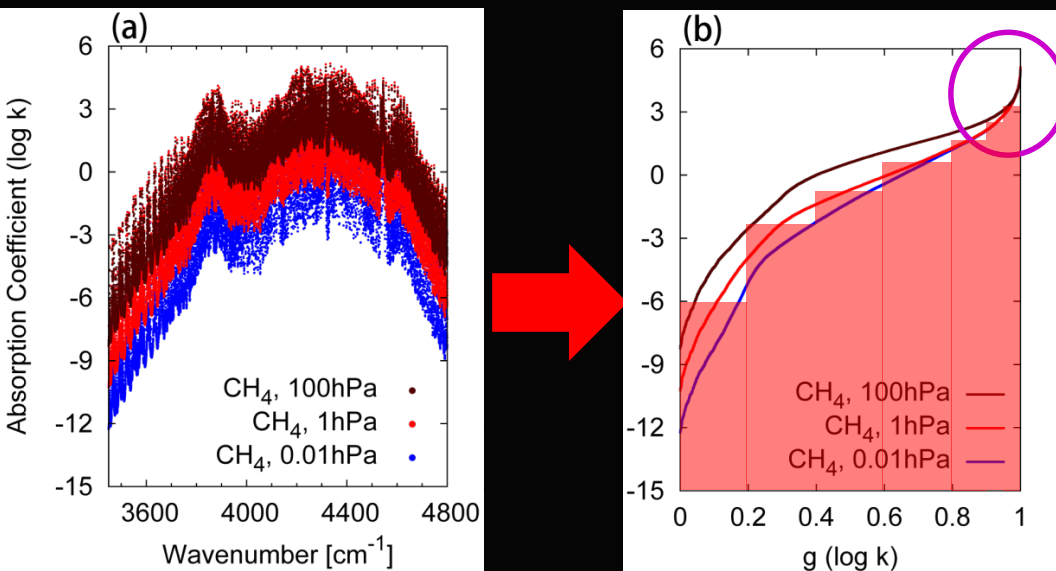 (a)
6
3
0
-3
-6
-9
-12
-15
Absorption Coefficient (log k)
CH4, 100hPa
CH4, 1hPa
CH4, 0.01hPa
3600 4000 4400 4800
Wavenumber [cm-1]
(b)
6
3
0
-3
-6
-9
-12
-15
CH4, 100hPa
CH4, 1hPa
CH4, 0.01hPa
0 0.2 0.4 0.6 0.8 1
g (log k)